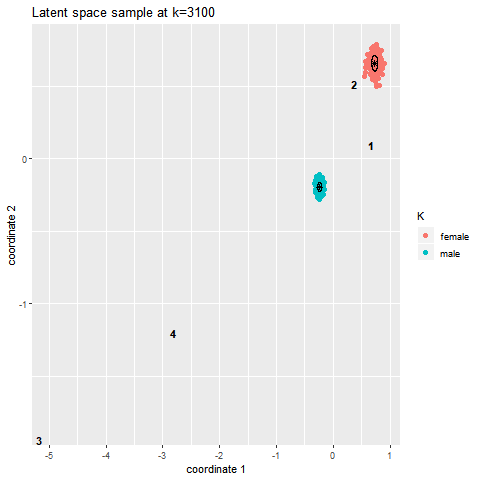 Latent space sample at k=3100
2
1
0
-1
4
3
-5
-4
-3
-2
-1
0
1
coordinate 1
coordinate 2
K
female
male